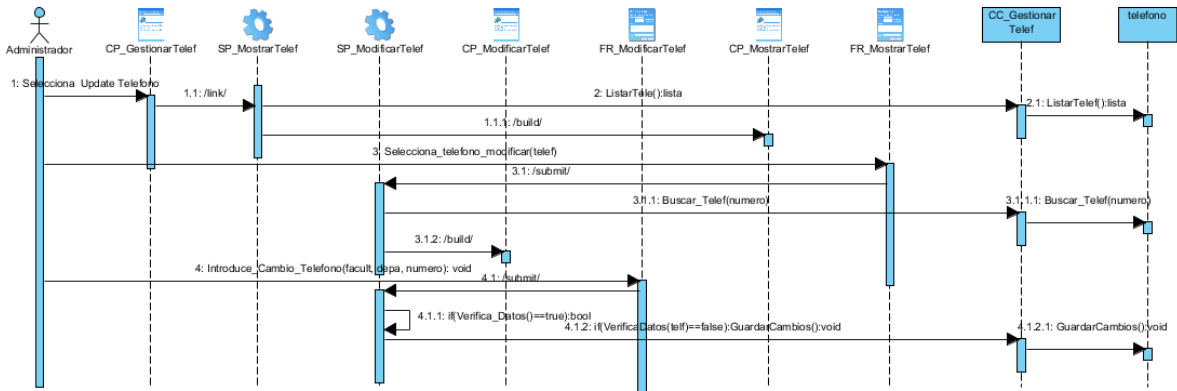 Administrador
CP_GestionarTelef
SP_MostrarTelef
SP_ModificarTelef
CP_ModificarTelef
FR_ModificarTelef
CP_MostrarTelef
FR_MostrarTelef
CC_Gestionar
Telef
telefono
1: Selecciona Update Telefono
1.1: /link/
2: ListarTele():lista
2.1: ListarTelef():lista
1.1.1: /build/
3: Selecciona_telefono_modificar(telef)
3.1: /submit/
3.1.1: Buscar_Telef(numero)
3.1.1.1: Buscar_Telef(numero)
3.1.2: /build/
4: Introduce_Cambio_Telefono(facult, depa, numero): void
4.1: /submit/
4.1.1: if(Verifica_Datos()==true):bool
4.1.2: if(VerificaDatos(telf)==false):GuardarCambios():void
4.1.2.1: GuardarCambios():void